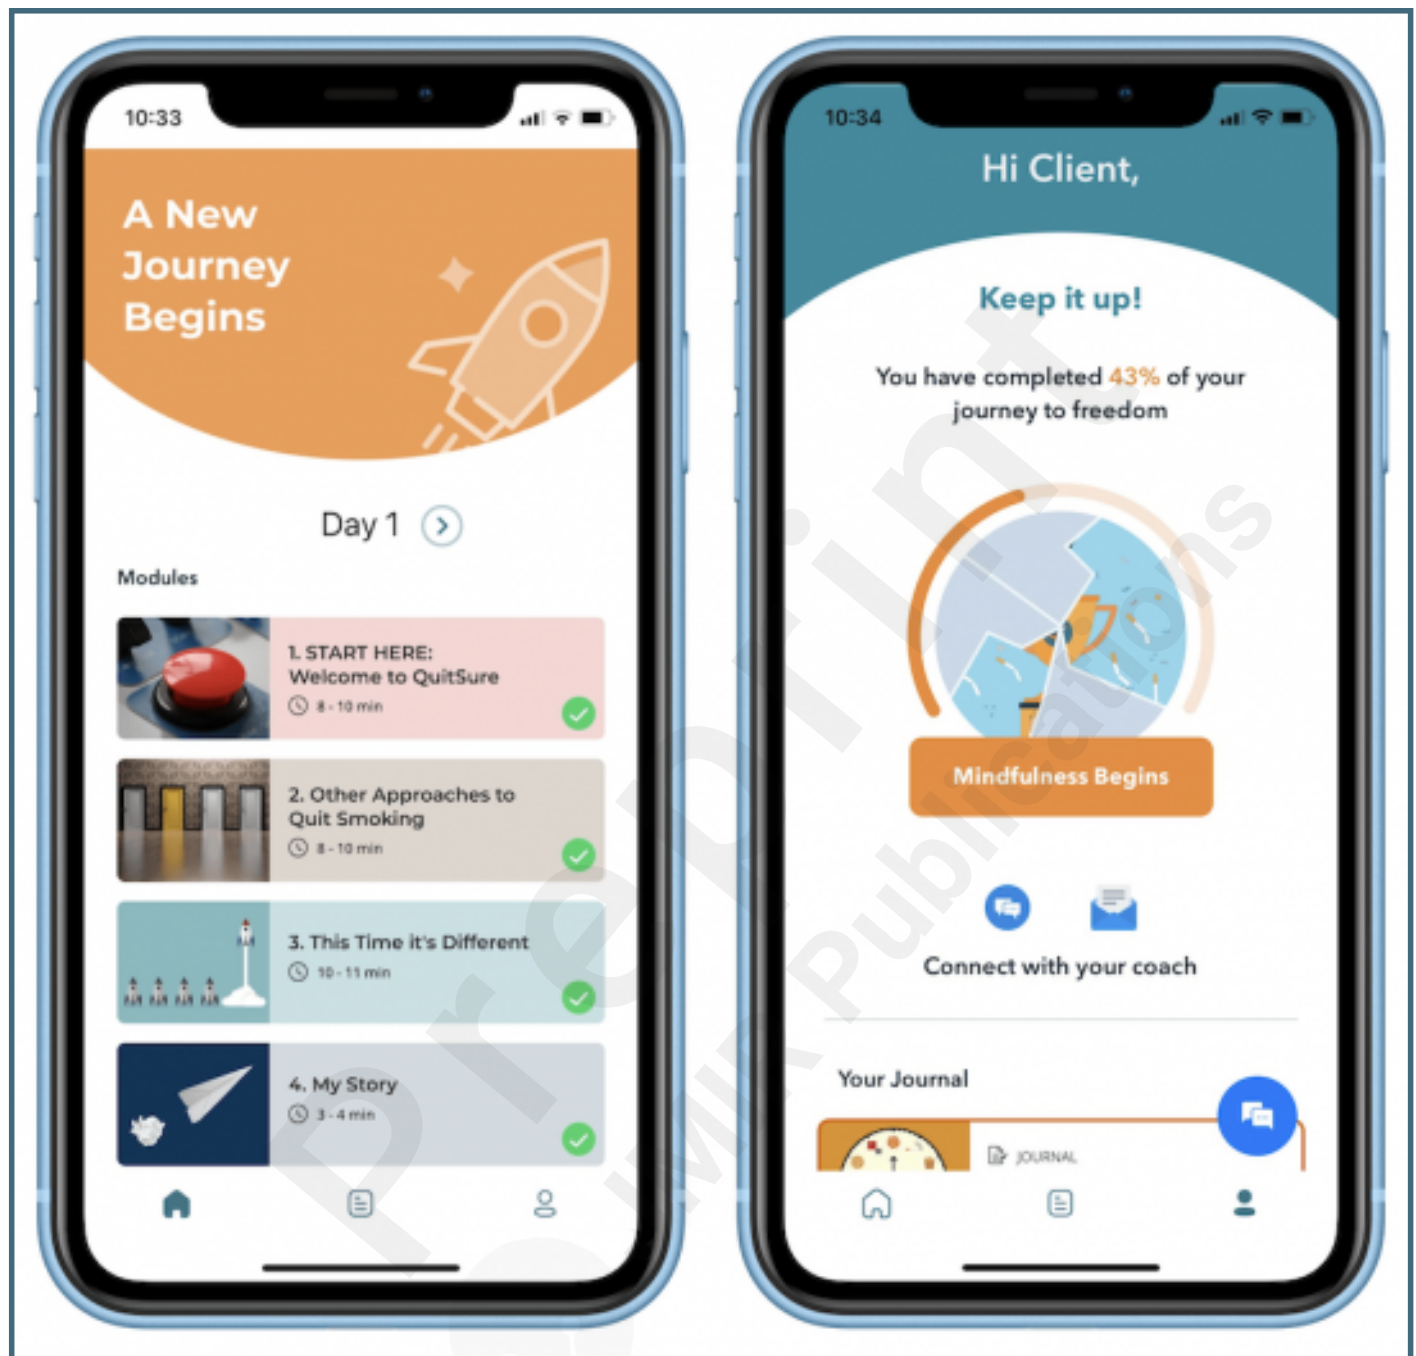 10:33
A New
Journey
Begins
Day 1
Modules
1. START HERE:
Welcome to QuitSure
8 - 10 min
2. Other Approaches to
Quit Smoking
8 - 10 min
3. This Time it's Different
10 - 11 min
4. My Story
3 - 4 min
10:34
Hi Client,
Keep it up!
You have completed 43% of your
journey to freedom
Mindfulness Begins
Connect with your coach
Your Journal
JOURNAL
Preprint
JMIR Publications